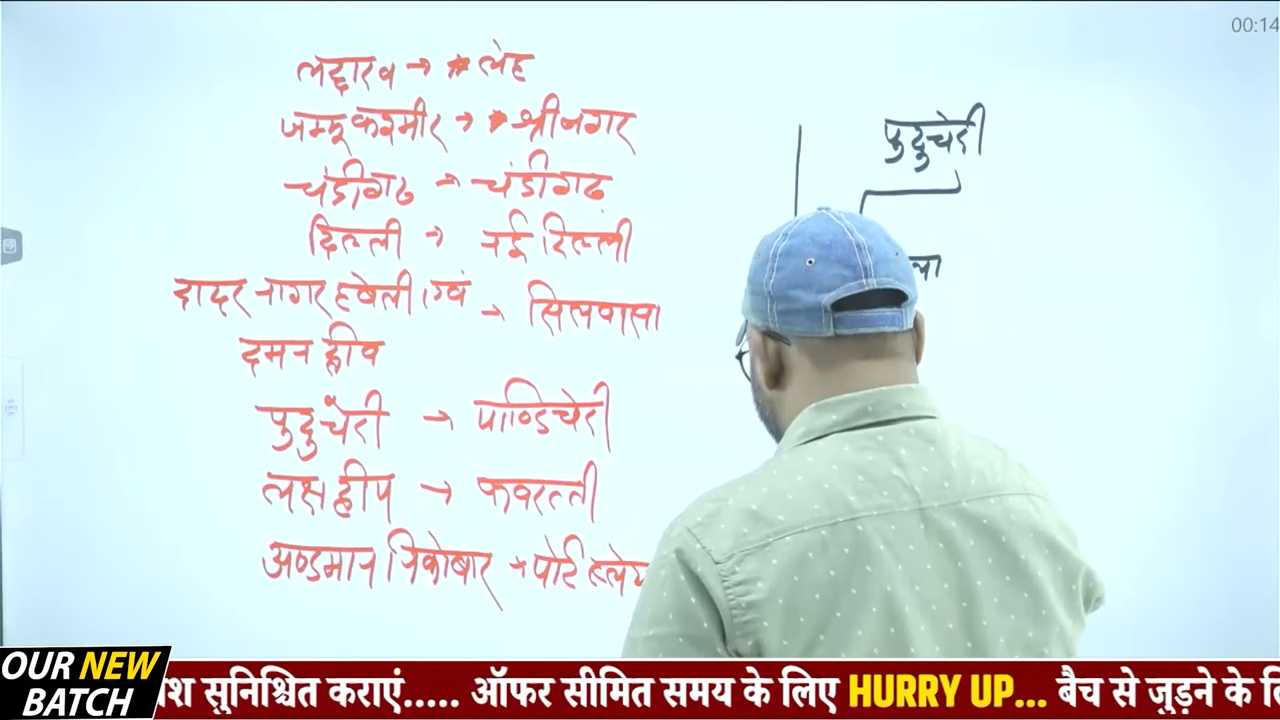 00:14
लद्दाख → लेह
जम्मू कश्मीर → श्रीनगर
चंडीगढ → चंडीगढ
दिल्ली → नई दिल्ली
दादर नागर हवेली एवं → सिलवासा
दमन द्वीव
पुदुचेरी → पाण्डिचेरी
लक्षद्वीप → कवरत्ती
अण्डमान निकोबार → पोर्ट ब्लेय
पुदुचेरी
ला
OUR NEW
BATCH
श सुनिश्चित कराएं..... ऑफर सीमित समय के लिए HURRY UP... बैच से जुड़ने के लि